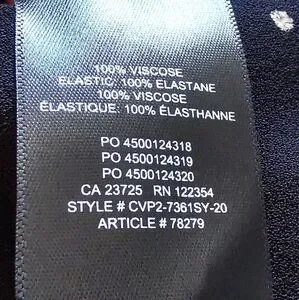 100% VISCOSE
ELASTIC: 100% ELASTANE
100% VISCOSE
ÉLASTIQUE: 100% ÉLASTHANNE
PO 4500124318
PO 4500124319
PO 4500124320
CA 23725 RN 122354
STYLE # CVP2-7361SY-20
ARTICLE # 78279